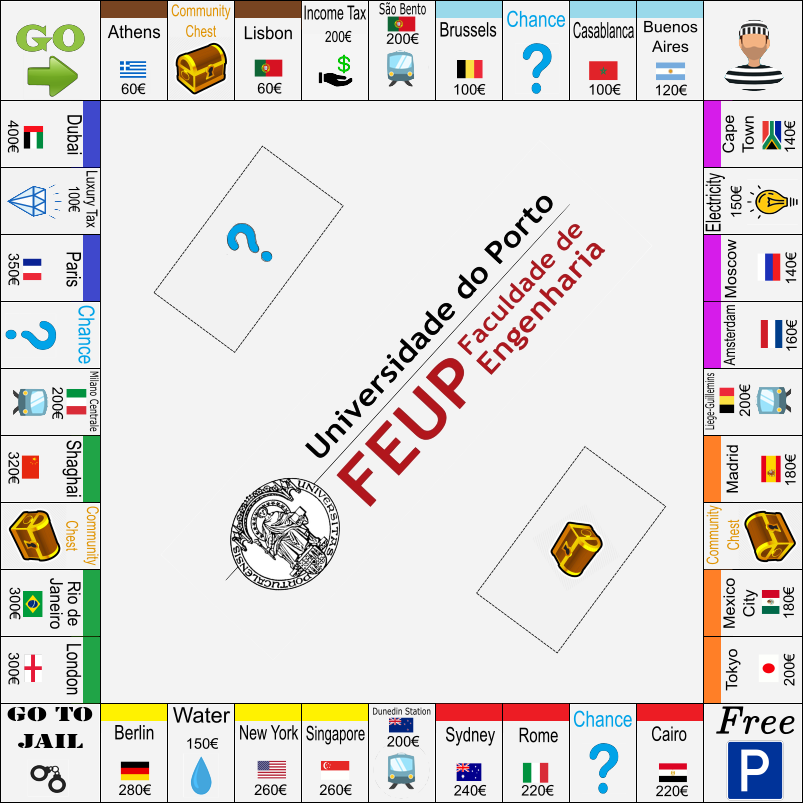 GO
Athens
60€
Community
Chest
Lisbon
60€
Income Tax
200€
$
São Bento
200€
Brussels
100€
Chance
?
Casablanca
100€
Buenos
Aires
120€
Cape
Town
140€
Electricity
150€
Moscow
140€
Amsterdam
160€
Liege-Guillemins
200€
Madrid
180€
Community
Chest
Mexico
City
180€
Tokyo
200€
Free
P
Cairo
220€
Chance
?
Rome
220€
Sydney
240€
Dunedin Station
200€
Singapore
260€
New York
260€
Water
150€
Berlin
280€
GO TO
JAIL
London
300€
Rio de
Janeiro
300€
Community
Chest
Shaghai
320€
Milano Centrale
200€
Chance
?
Paris
350€
Luxury Tax
100€
Dubai
400€
?
Universidade do Porto
FEUP
Faculdade de
Engenharia
UNIVERSITAS
PORTUCALENSIS